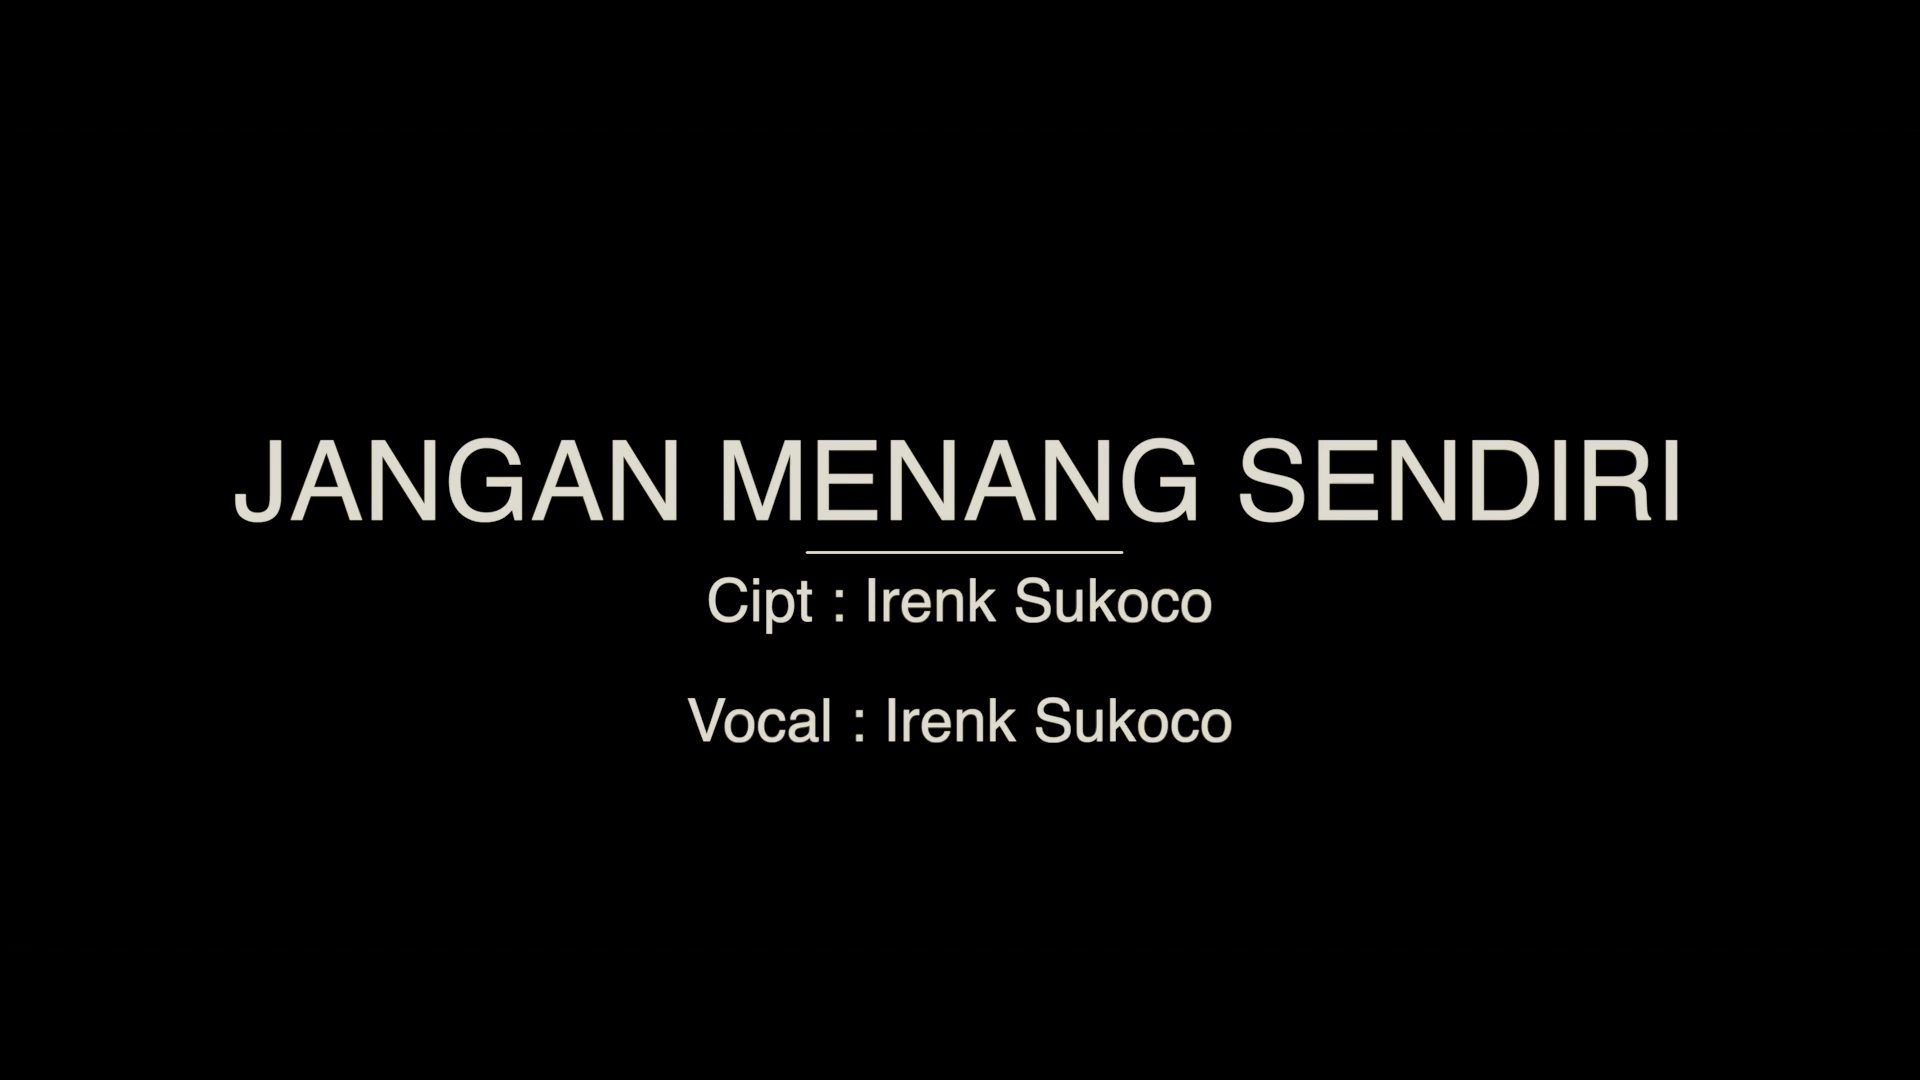 JANGAN MENANG SENDIRI
Cipt : Irenk Sukoco
Vocal : Irenk Sukoco